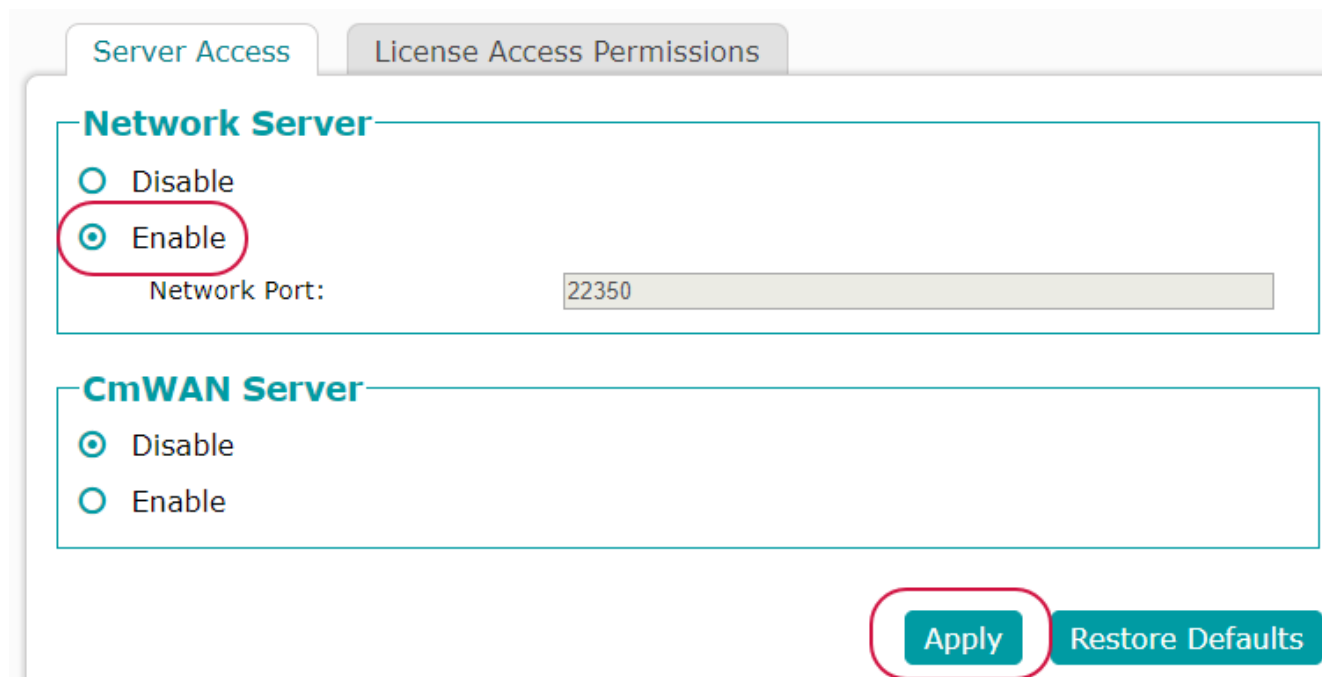 Server Access License Access Permissions
Network Server
Disable
Enable
Network Port: 22350
CmWAN Server
Disable
Enable
Apply Restore Defaults